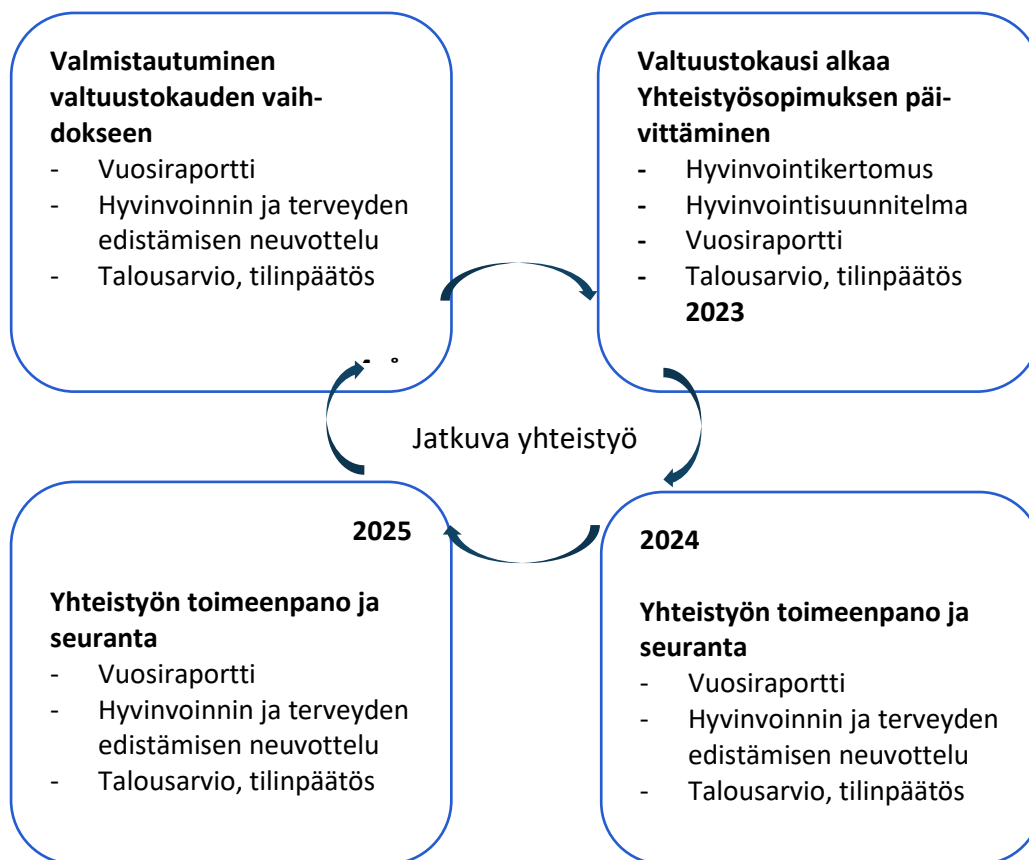 Valmistautuminen
valtuustokauden vaih-
dokseen
- Vuosiraportti
- Hyvinvoinnin ja terveyden
edistämisen neuvottelu
- Talousarvio, tilinpäätös
Valtuustokausi alkaa
Yhteistyösopimuksen päi-
vittäminen
- Hyvinvointikertomus
- Hyvinvointisuunnitelma
- Vuosiraportti
- Talousarvio, tilinpäätös
2023
Jatkuva yhteistyö
2025
Yhteistyön toimeenpano ja
seuranta
- Vuosiraportti
- Hyvinvoinnin ja terveyden
edistämisen neuvottelu
- Talousarvio, tilinpäätös
2024
Yhteistyön toimeenpano ja
seuranta
- Vuosiraportti
- Hyvinvoinnin ja terveyden
edistämisen neuvottelu
- Talousarvio, tilinpäätös